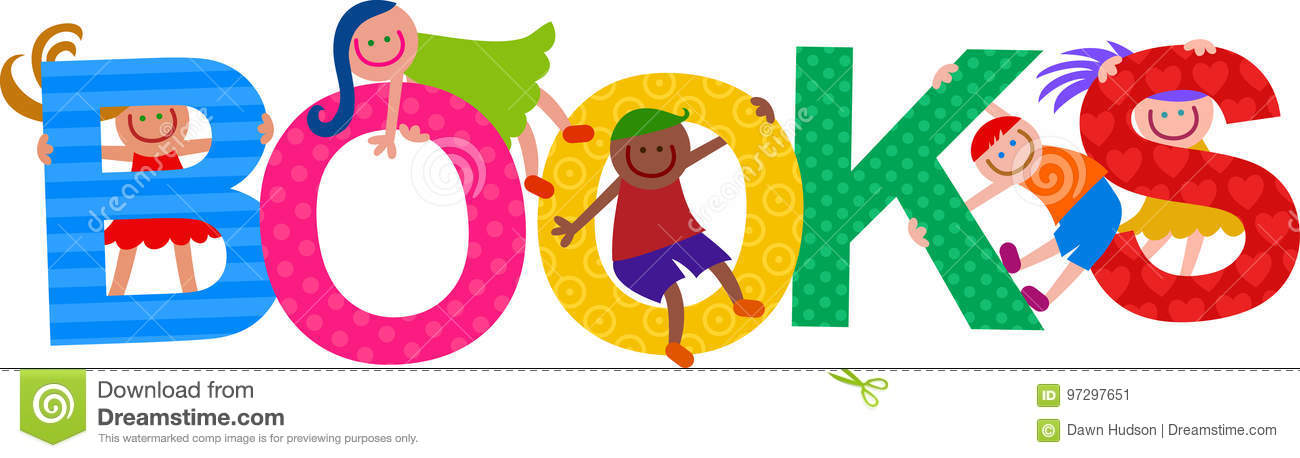 BOOKS
Download from
Dreamstime.com
This watermarked comp image is for previewing purposes only.
ID 97297651
© Dawn Hudson | Dreamstime.com